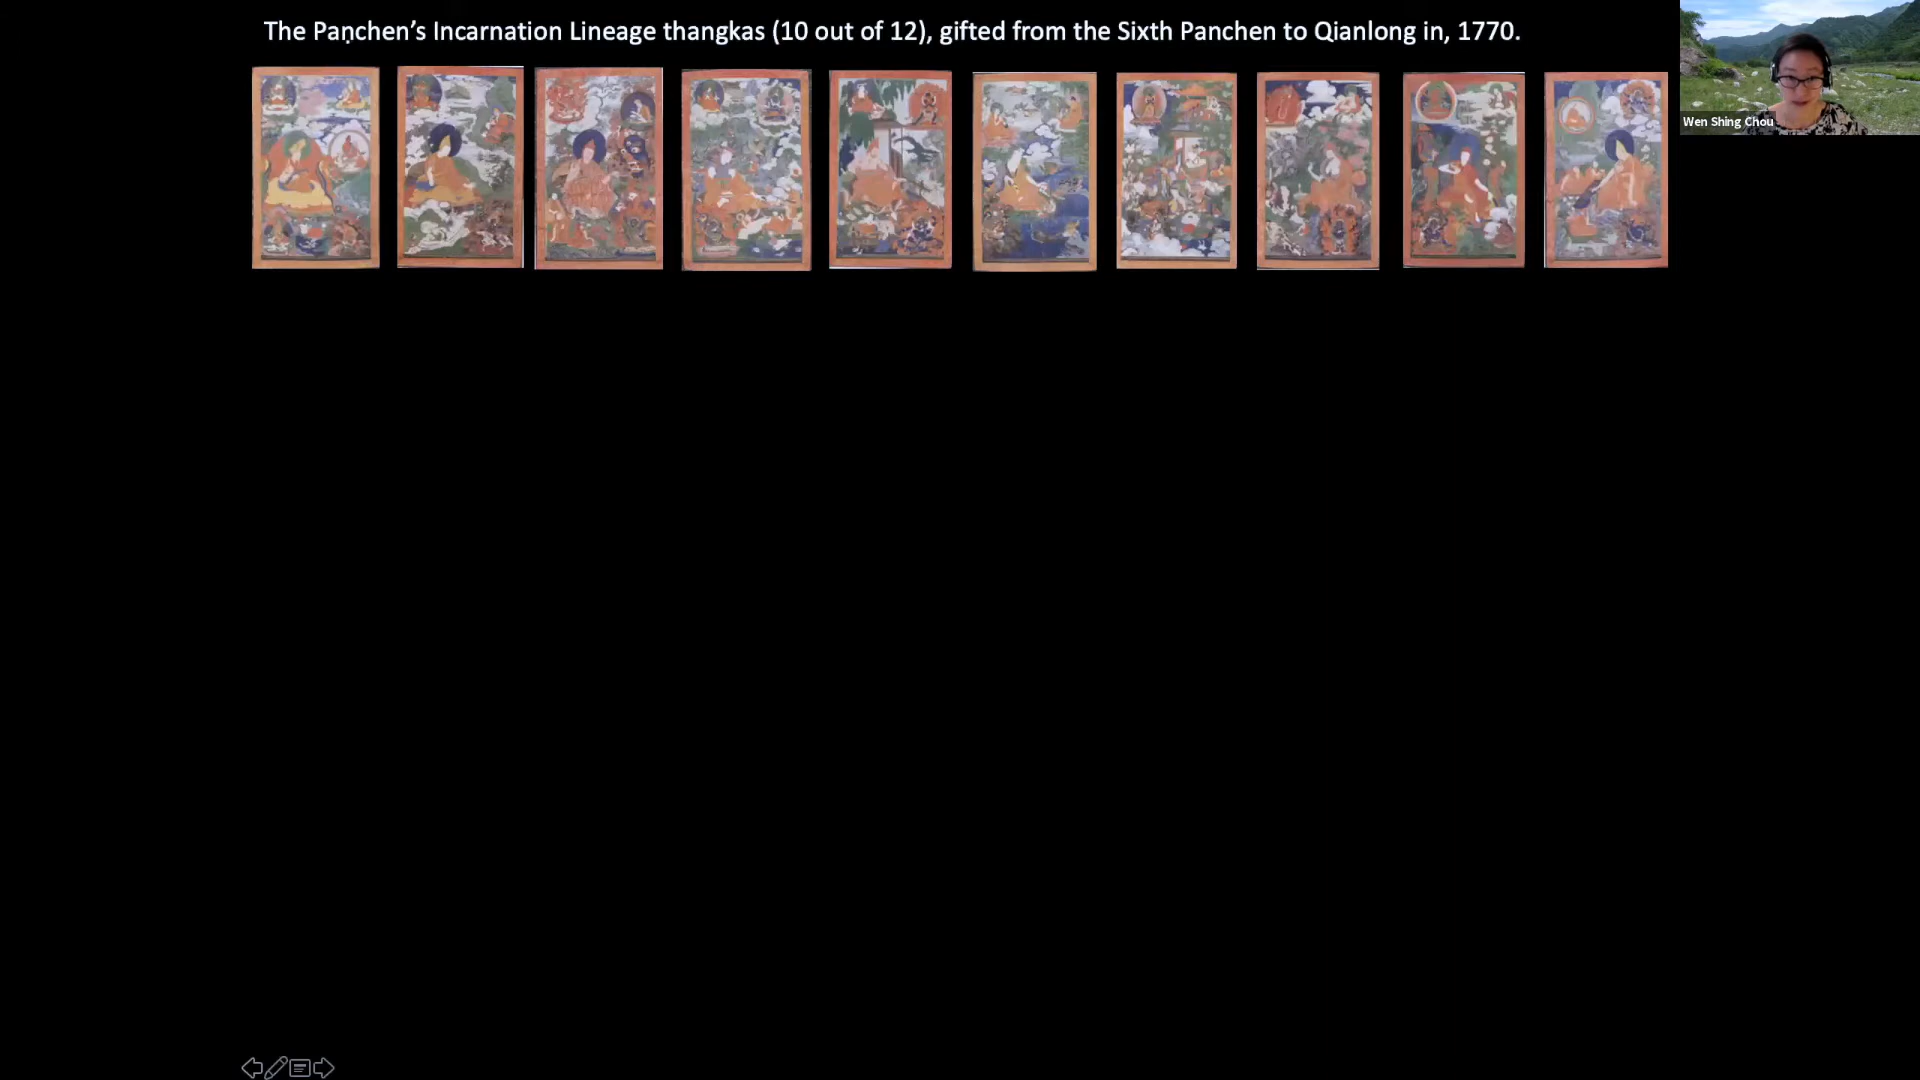 The Paṇchen’s Incarnation Lineage thangkas (10 out of 12), gifted from the Sixth Panchen to Qianlong in, 1770.
Wen Shing Chou